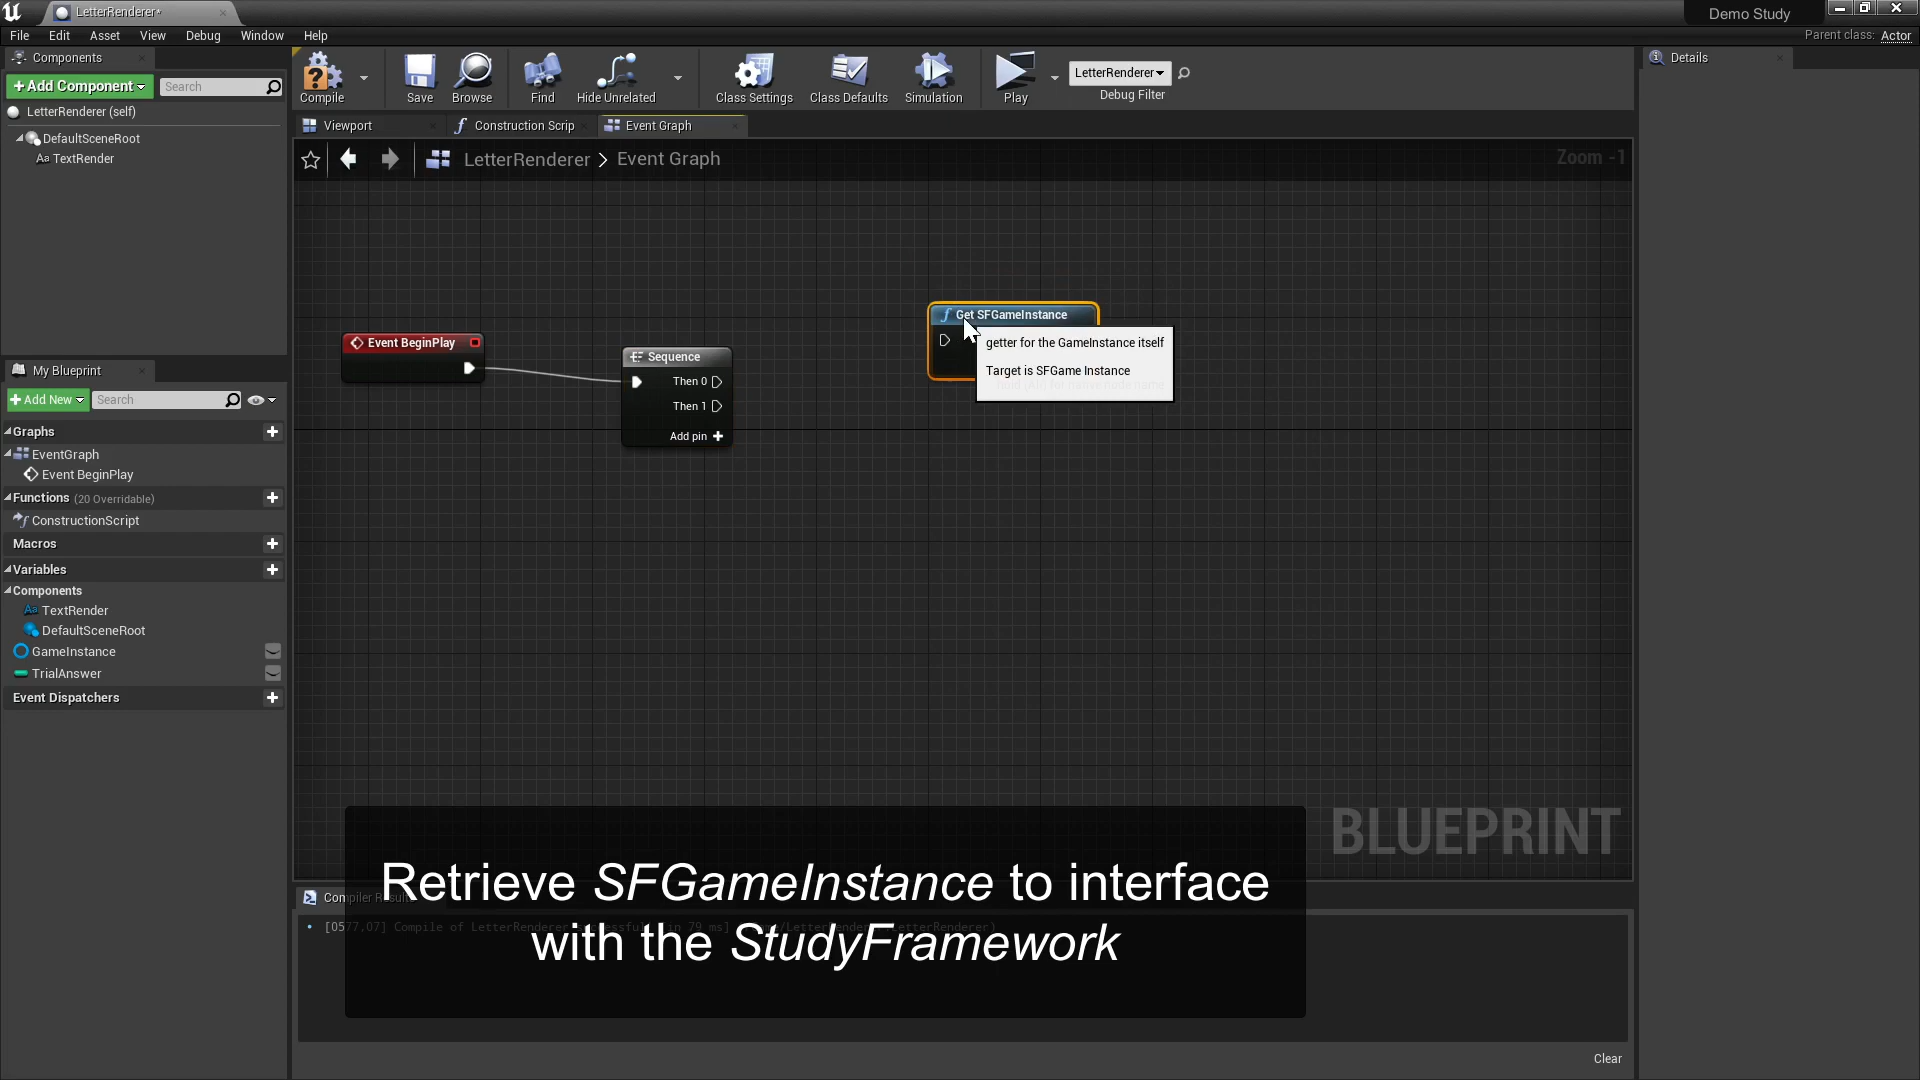 LetterRenderer*
Demo Study
File Edit Asset View Debug Window Help
Parent class: Actor
Components
Add Component
Search
LetterRenderer (self)
DefaultSceneRoot
TextRender
Compile
Save
Browse
Find
Hide Unrelated
Class Settings
Class Defaults
Simulation
Play
LetterRenderer
Debug Filter
Details
Viewport
Construction Scrip
Event Graph
LetterRenderer > Event Graph
Zoom -1
Event BeginPlay
Sequence
Then 0
Then 1
Add pin
Get SFGameInstance
getter for the GameInstance itself
Target is SFGame Instance
My Blueprint
Add New
Search
Graphs
EventGraph
Event BeginPlay
Functions (20 Overridable)
ConstructionScript
Macros
Variables
Components
TextRender
DefaultSceneRoot
GameInstance
TrialAnswer
Event Dispatchers
BLUEPRINT
Compiler Results
[0577,07] Compile of LetterRenderer successful! [in 79 ms]
Retrieve SFGameInstance to interface
with the StudyFramework
Clear